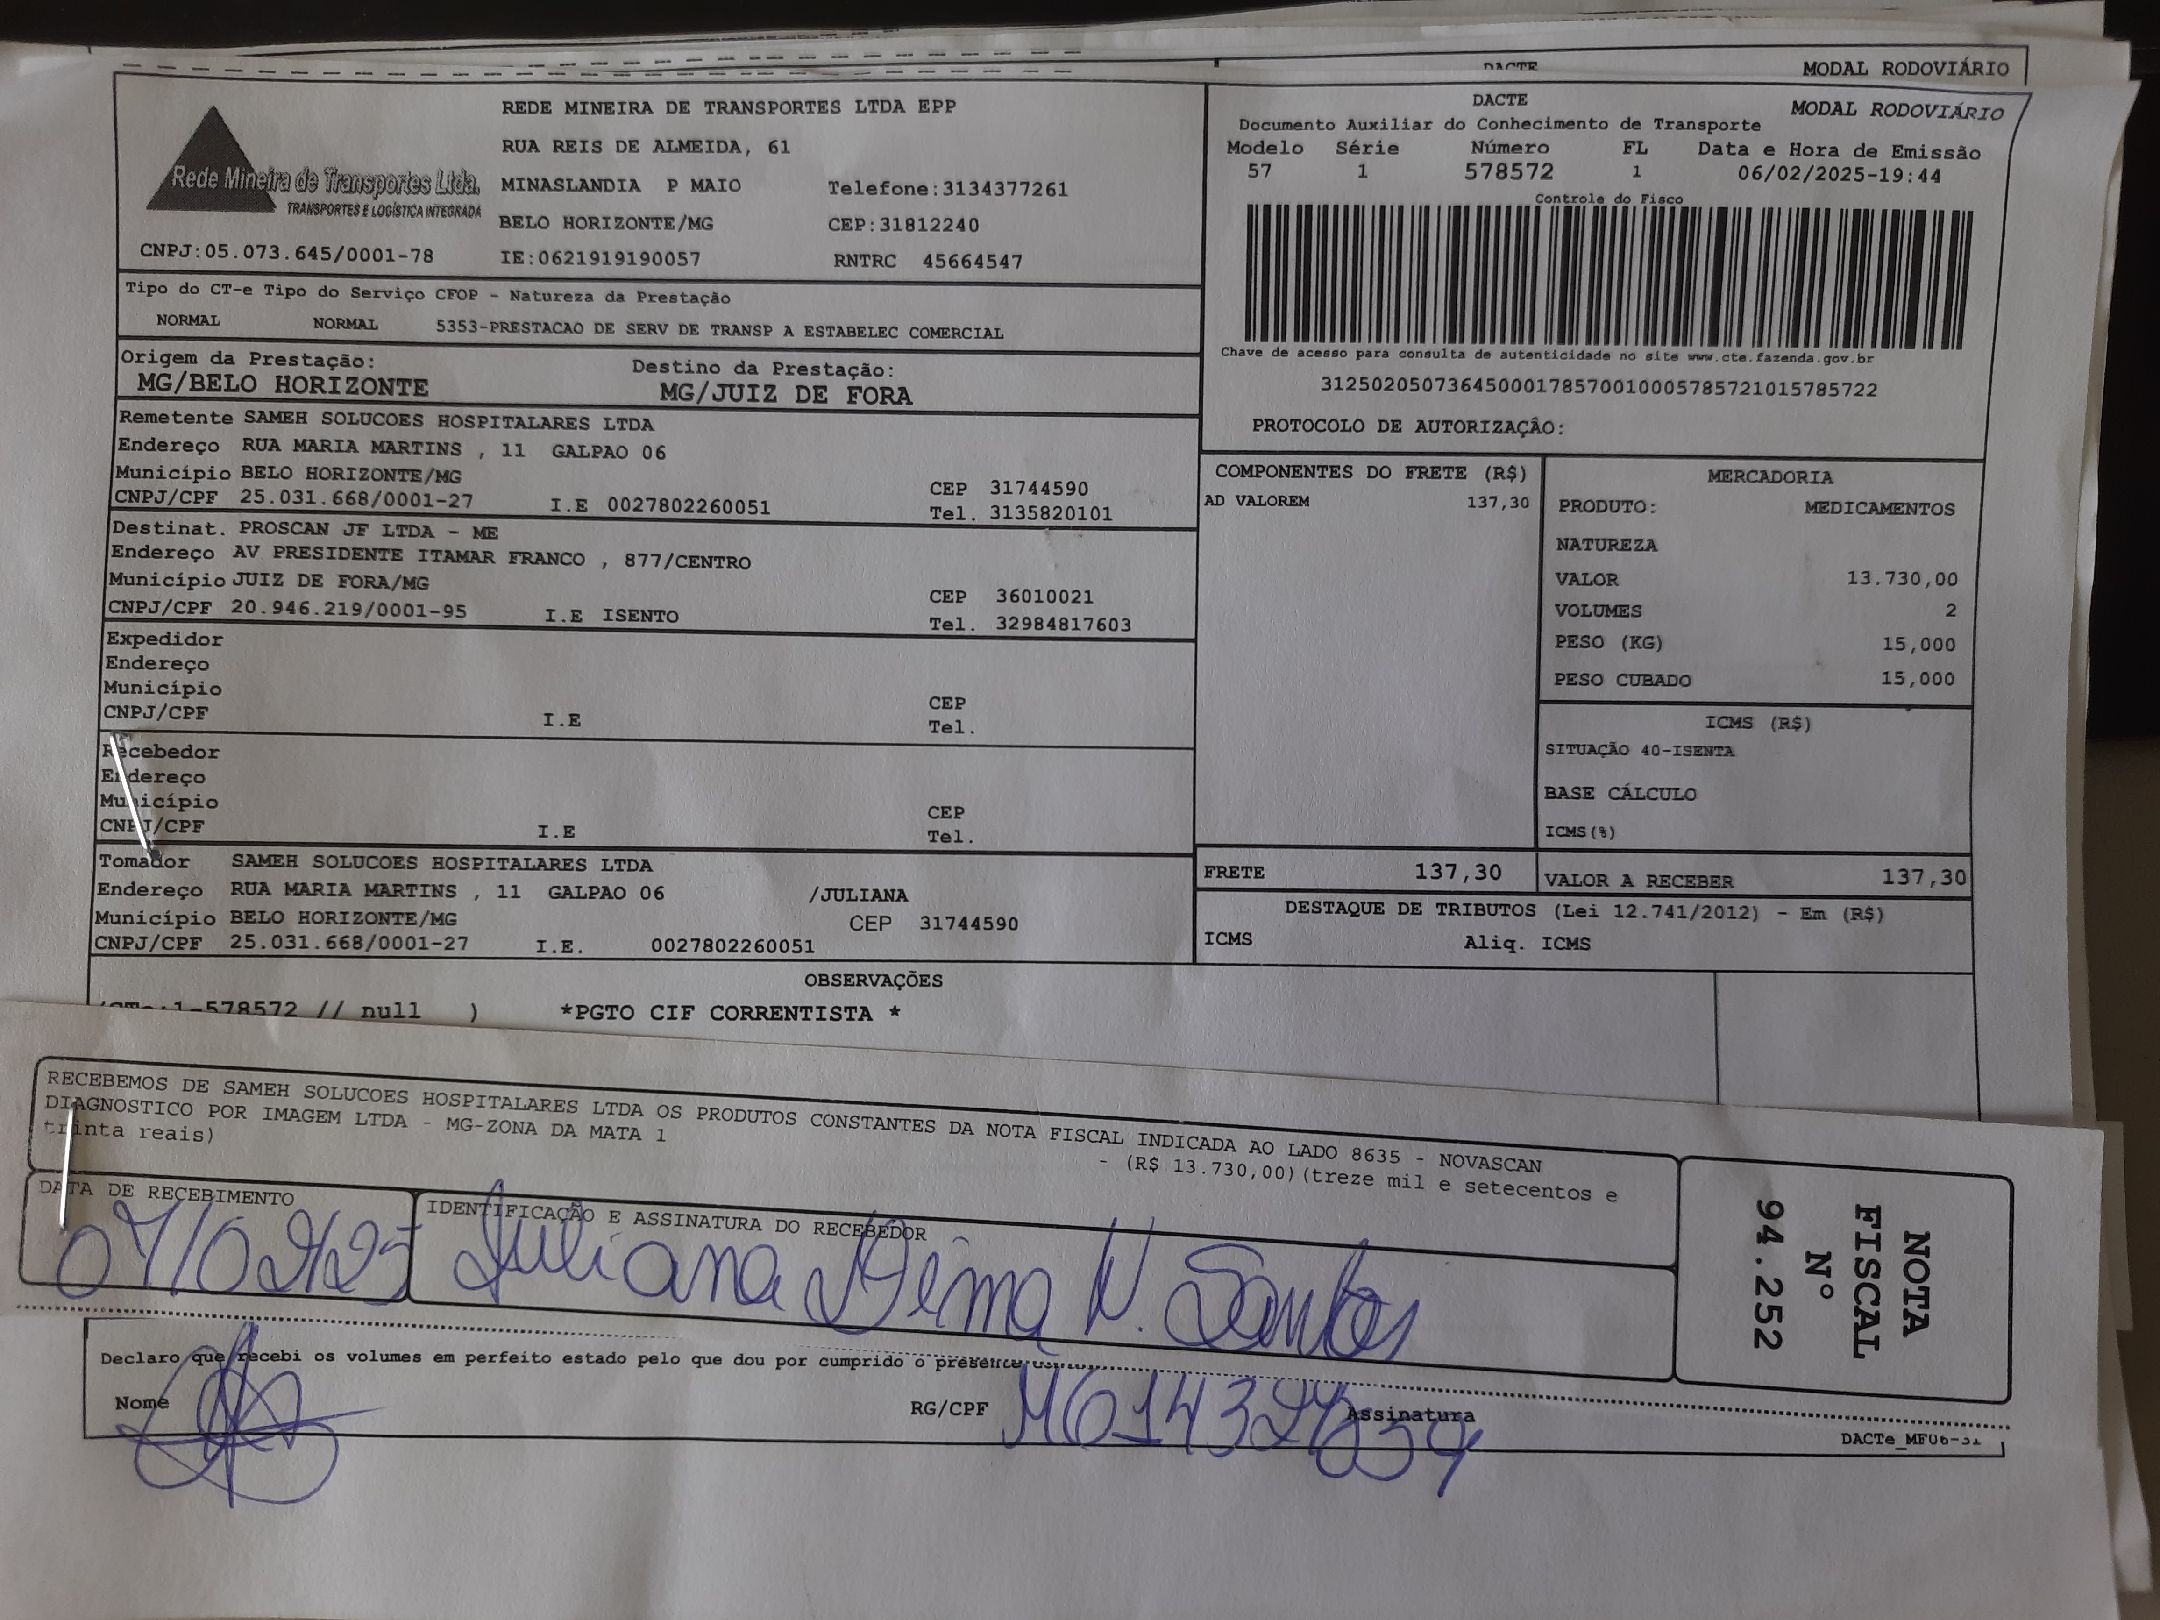 DACTE MODAL RODOVIÁRIO
REDE MINEIRA DE TRANSPORTES LTDA EPP
RUA REIS DE ALMEIDA, 61
Rede Mineira de Transportes Ltda.
TRANSPORTES E LOGÍSTICA INTEGRADA
MINASLANDIA P MAIO Telefone:3134377261
BELO HORIZONTE/MG CEP:31812240
CNPJ:05.073.645/0001-78 IE:0621919190057 RNTRC 45664547
DACTE MODAL RODOVIÁRIO
Documento Auxiliar do Conhecimento de Transporte
Modelo Série Número FL Data e Hora de Emissão
57 1 578572 1 06/02/2025-19:44
Controle do Fisco
Chave de acesso para consulta de autenticidade no site www.cte.fazenda.gov.br
31250205073645000178570010005785721015785722
PROTOCOLO DE AUTORIZAÇÂO:
Tipo do CT-e Tipo do Serviço CFOP - Natureza da Prestação
NORMAL NORMAL 5353-PRESTACAO DE SERV DE TRANSP A ESTABELEC COMERCIAL
Origem da Prestação: Destino da Prestação:
MG/BELO HORIZONTE MG/JUIZ DE FORA
Remetente SAMEH SOLUCOES HOSPITALARES LTDA
Endereço RUA MARIA MARTINS , 11 GALPAO 06
Município BELO HORIZONTE/MG CEP 31744590
CNPJ/CPF 25.031.668/0001-27 I.E 0027802260051 Tel. 3135820101
Destinat. PROSCAN JF LTDA - ME
Endereço AV PRESIDENTE ITAMAR FRANCO , 877/CENTRO
Município JUIZ DE FORA/MG CEP 36010021
CNPJ/CPF 20.946.219/0001-95 I.E ISENTO Tel. 32984817603
Expedidor
Endereço
Município CEP
CNPJ/CPF I.E Tel.
Recebedor
Endereço
Município CEP
CNPJ/CPF I.E Tel.
Tomador SAMEH SOLUCOES HOSPITALARES LTDA
Endereço RUA MARIA MARTINS , 11 GALPAO 06 /JULIANA
Município BELO HORIZONTE/MG CEP 31744590
CNPJ/CPF 25.031.668/0001-27 I.E. 0027802260051
COMPONENTES DO FRETE (R$)
AD VALOREM 137,30
MERCADORIA
PRODUTO: MEDICAMENTOS
NATUREZA
VALOR 13.730,00
VOLUMES 2
PESO (KG) 15,000
PESO CUBADO 15,000
ICMS (R$)
SITUAÇÃO 40-ISENTA
BASE CÁLCULO
ICMS(%)
FRETE 137,30 VALOR A RECEBER 137,30
DESTAQUE DE TRIBUTOS (Lei 12.741/2012) - Em (R$)
ICMS Aliq. ICMS
OBSERVAÇÕES
1-578572 // null ) *PGTO CIF CORRENTISTA *
RECEBEMOS DE SAMEH SOLUCOES HOSPITALARES LTDA OS PRODUTOS CONSTANTES DA NOTA FISCAL INDICADA AO LADO 8635 - NOVASCAN
DIAGNOSTICO POR IMAGEM LTDA - MG-ZONA DA MATA 1 - (R$ 13.730,00)(treze mil e setecentos e
trinta reais)
DATA DE RECEBIMENTO IDENTIFICAÇÃO E ASSINATURA DO RECEBEDOR
07/02/25 Juliana N. Santos
NOTA
FISCAL
Nº
94.252
Declaro que recebi os volumes em perfeito estado pelo que dou por cumprido o presente
Nome RG/CPF Assinatura
DACTe_MF06-51